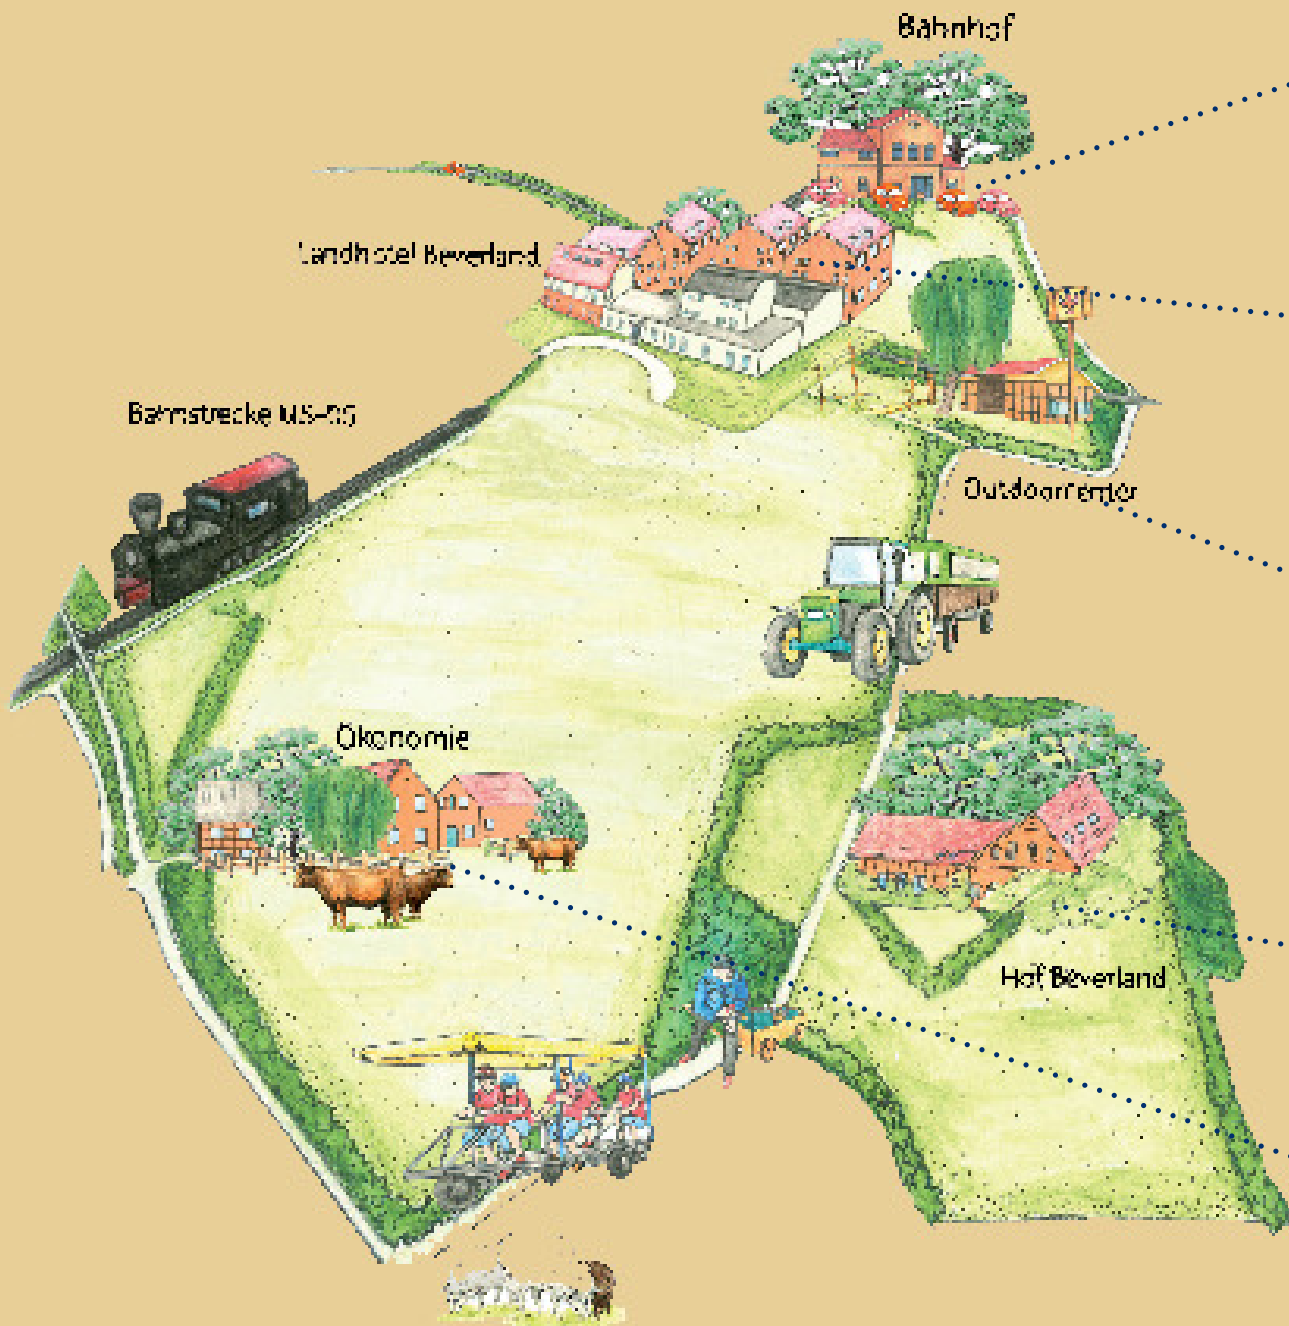 Bahnhof
Landhotel Beverland
Bahnstrecke MS-OS
Outdoorcenter
Ökonomie
Hof Beverland